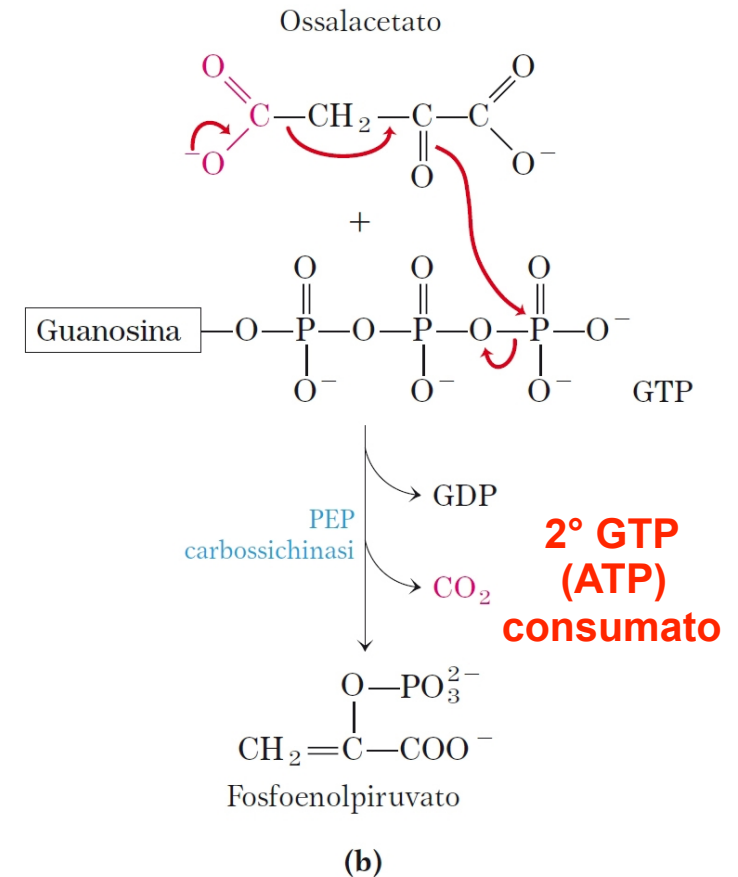 Ossalacetato
O O
C—CH₂—C—C
⁻O O O⁻
+
O O O
Guanosina —O—P—O—P—O—P—O⁻
O⁻ O⁻ O⁻ GTP
GDP
PEP
carbossichinasi
CO₂
2° GTP
(ATP)
consumato
O—PO₃²⁻
CH₂=C—COO⁻
Fosfoenolpiruvato
(b)